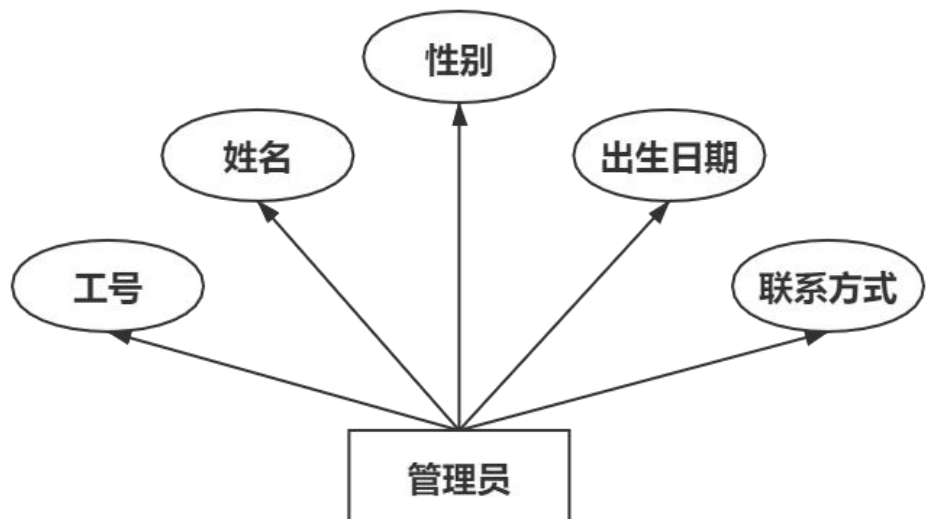 性别
姓名
出生日期
工号
联系方式
管理员